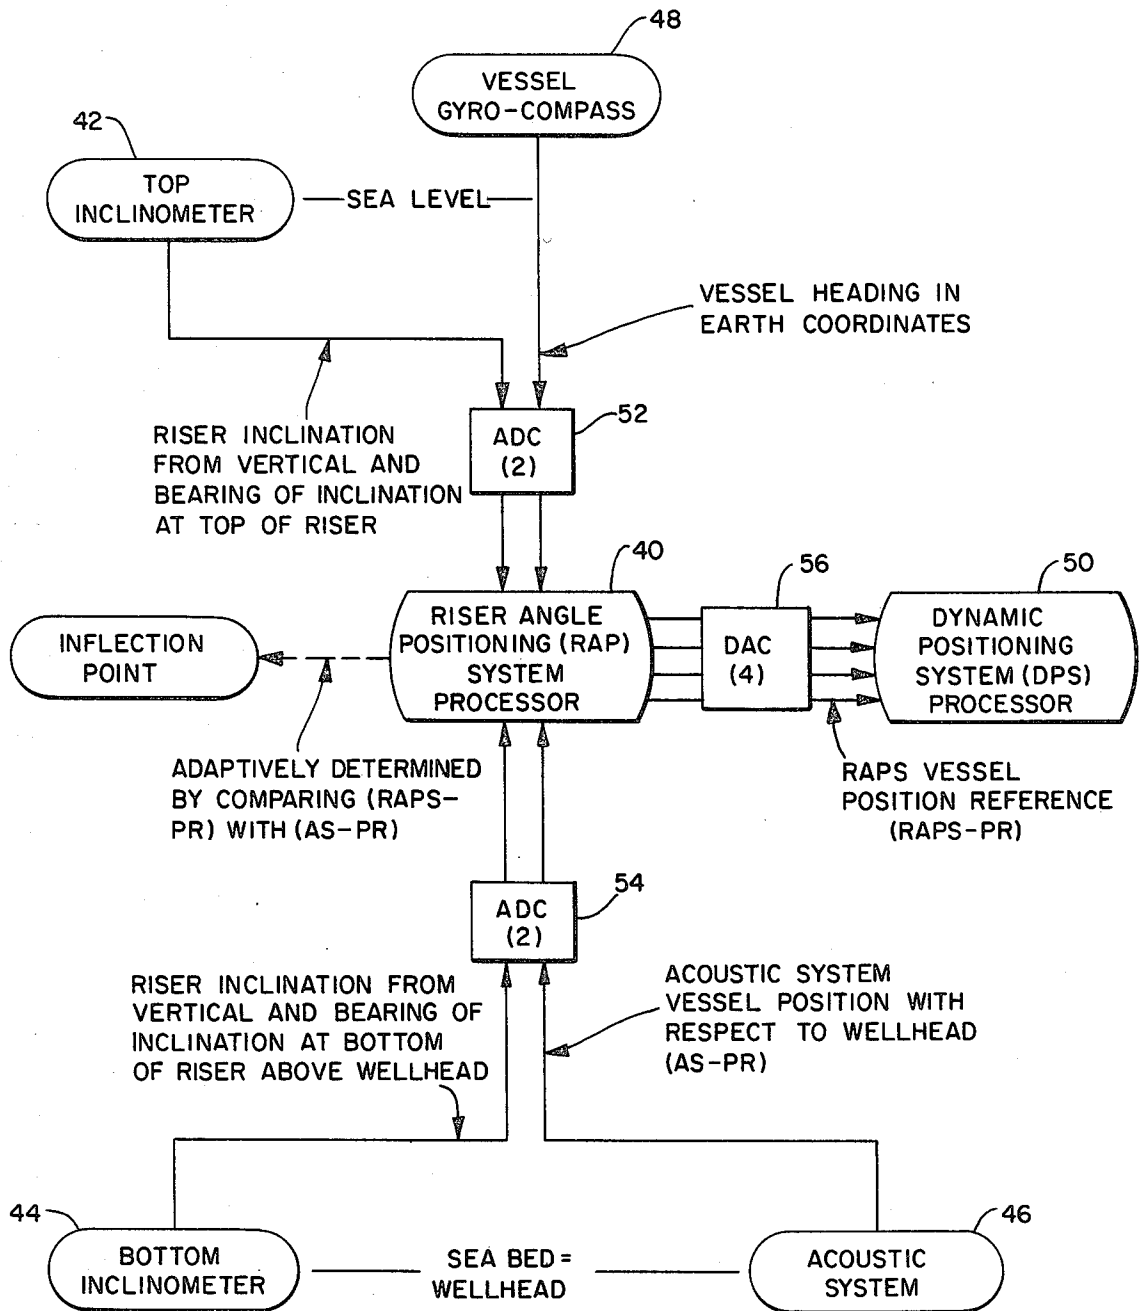 48
VESSEL
GYRO-COMPASS
42
TOP
INCLINOMETER
SEA LEVEL
VESSEL HEADING IN
EARTH COORDINATES
52
ADC
(2)
RISER INCLINATION
FROM VERTICAL AND
BEARING OF INCLINATION
AT TOP OF RISER
40
RISER ANGLE
POSITIONING (RAP)
SYSTEM
PROCESSOR
56
DAC
(4)
50
DYNAMIC
POSITIONING
SYSTEM (DPS)
PROCESSOR
INFLECTION
POINT
ADAPTIVELY DETERMINED
BY COMPARING (RAPS-
PR) WITH (AS-PR)
RAPS VESSEL
POSITION REFERENCE
(RAPS-PR)
54
ADC
(2)
RISER INCLINATION FROM
VERTICAL AND BEARING OF
INCLINATION AT BOTTOM
OF RISER ABOVE WELLHEAD
ACOUSTIC SYSTEM
VESSEL POSITION WITH
RESPECT TO WELLHEAD
(AS-PR)
44
BOTTOM
INCLINOMETER
SEA BED =
WELLHEAD
46
ACOUSTIC
SYSTEM